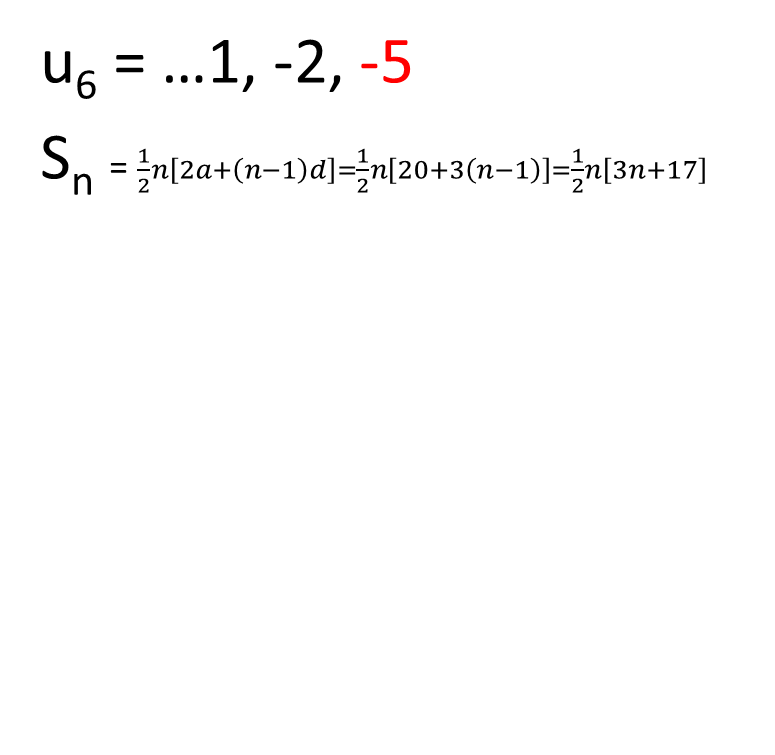 u₆ = ...1, -2, -5
Sₙ = ½n[2a+(n−1)d]=½n[20+3(n−1)]=½n[3n+17]